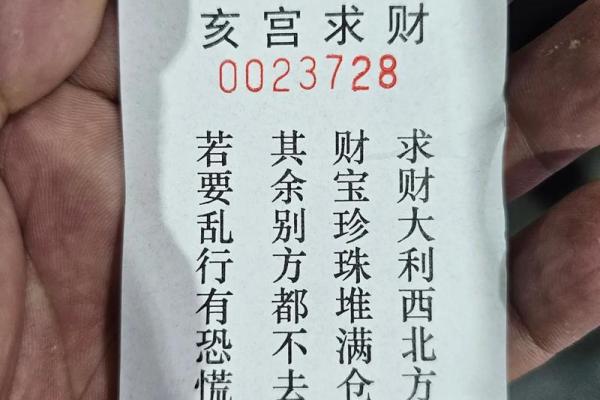 亥宫求财
0023728
求财大利西北方
财宝珍珠堆满仓
其余别方都不去
若要乱行有恐慌